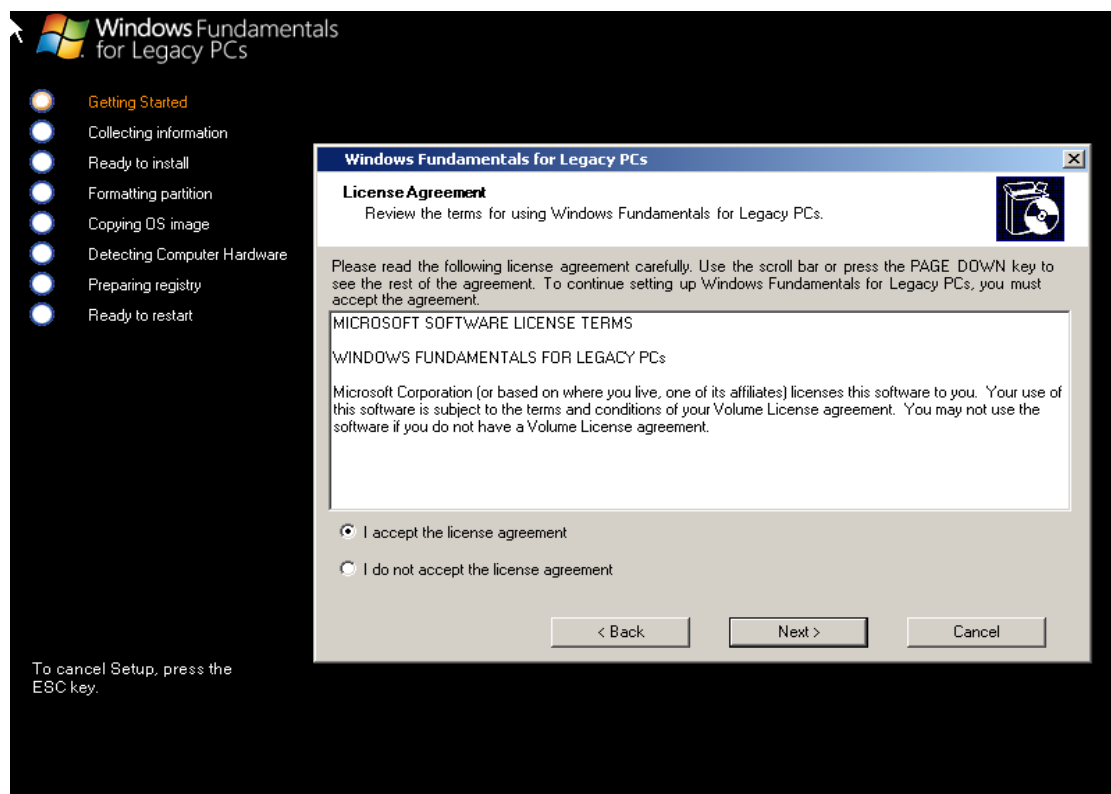 Windows Fundamentals
for Legacy PCs
Getting Started
Collecting information
Ready to install
Formatting partition
Copying OS image
Detecting Computer Hardware
Preparing registry
Ready to restart
To cancel Setup, press the
ESC key.
Windows Fundamentals for Legacy PCs
License Agreement
Review the terms for using Windows Fundamentals for Legacy PCs.
Please read the following license agreement carefully. Use the scroll bar or press the PAGE DOWN key to
see the rest of the agreement. To continue setting up Windows Fundamentals for Legacy PCs, you must
accept the agreement.
MICROSOFT SOFTWARE LICENSE TERMS
WINDOWS FUNDAMENTALS FOR LEGACY PCs
Microsoft Corporation (or based on where you live, one of its affiliates) licenses this software to you.  Your use of
this software is subject to the terms and conditions of your Volume License agreement.  You may not use the
software if you do not have a Volume License agreement.
I accept the license agreement
I do not accept the license agreement
< Back
Next >
Cancel